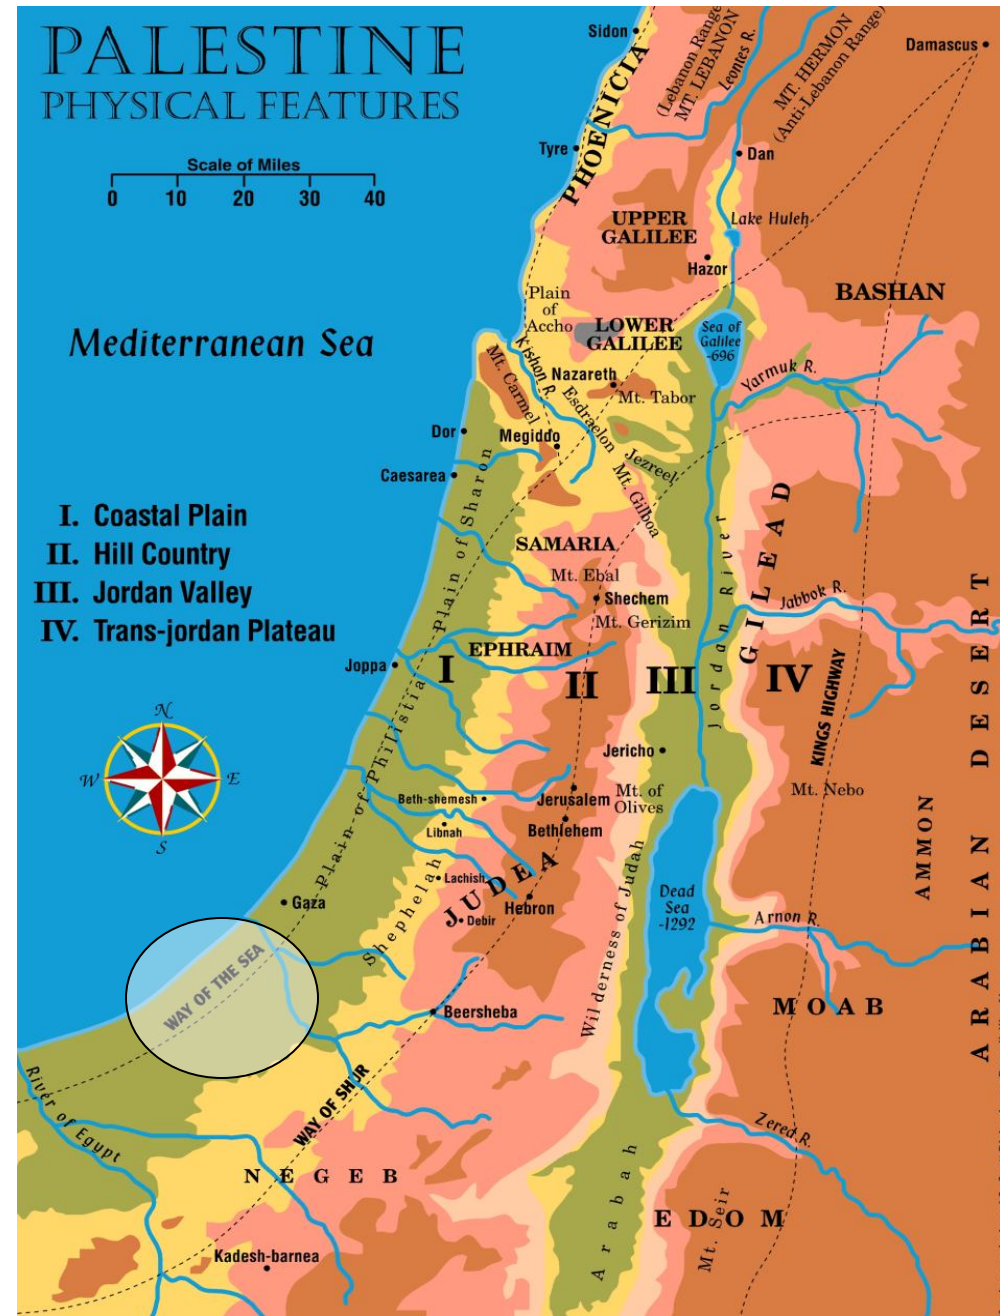 PALESTINE
PHYSICAL FEATURES
Scale of Miles
0 10 20 30 40
Mediterranean Sea
I. Coastal Plain
II. Hill Country
III. Jordan Valley
IV. Trans-jordan Plateau
N
W
E
S
Sidon
PHOENICIA
(Lebanon Range)
MT. LEBANON
Leontes R.
MT. HERMON
(Anti-Lebanon Range)
Damascus
Tyre
Dan
UPPER
GALILEE
Lake Huleh
Hazor
BASHAN
Plain
of
Accho
LOWER
GALILEE
Sea of
Galilee
-696
Kishon R.
Mt. Carmel
Nazareth
Mt. Tabor
Yarmuk R.
Esdraelon
Dor
Megiddo
Jezreel
Caesarea
Mt. Gilboa
Plain of Sharon
SAMARIA
Mt. Ebal
Shechem
Mt. Gerizim
Jordan River
GILEAD
Jabbok R.
EPHRAIM
Joppa
I
II
III
IV
KINGS HIGHWAY
ARABIAN DESERT
Plain of Philistia
Jericho
Beth-shemesh
Jerusalem
Mt. of
Olives
Mt. Nebo
Libnah
Bethlehem
AMMON
Lachish
JUDEA
Hebron
Debir
Shephelah
Gaza
Wilderness of Judah
Dead
Sea
-1292
Arnon R.
WAY OF THE SEA
Beersheba
MOAB
River of Egypt
WAY OF SHUR
Zered R.
NEGEB
Arabah
EDOM
Mt. Seir
Kadesh-barnea